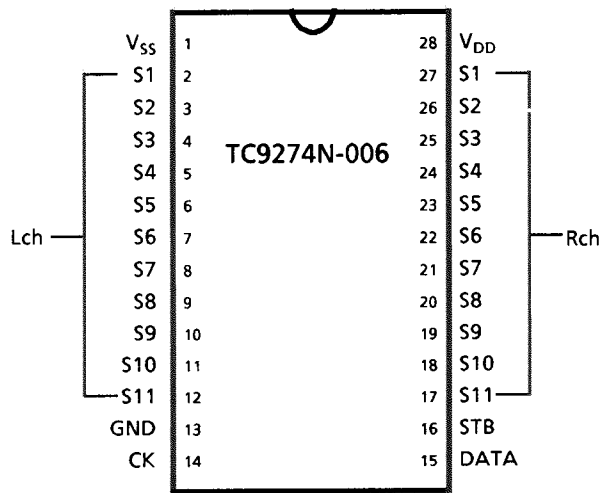 VSS 1 28 VDD
S1 2 27 S1
S2 3 26 S2
S3 4 25 S3
TC9274N-006
S4 5 24 S4
S5 6 23 S5
Lch S6 7 22 S6 Rch
S7 8 21 S7
S8 9 20 S8
S9 10 19 S9
S10 11 18 S10
S11 12 17 S11
GND 13 16 STB
CK 14 15 DATA